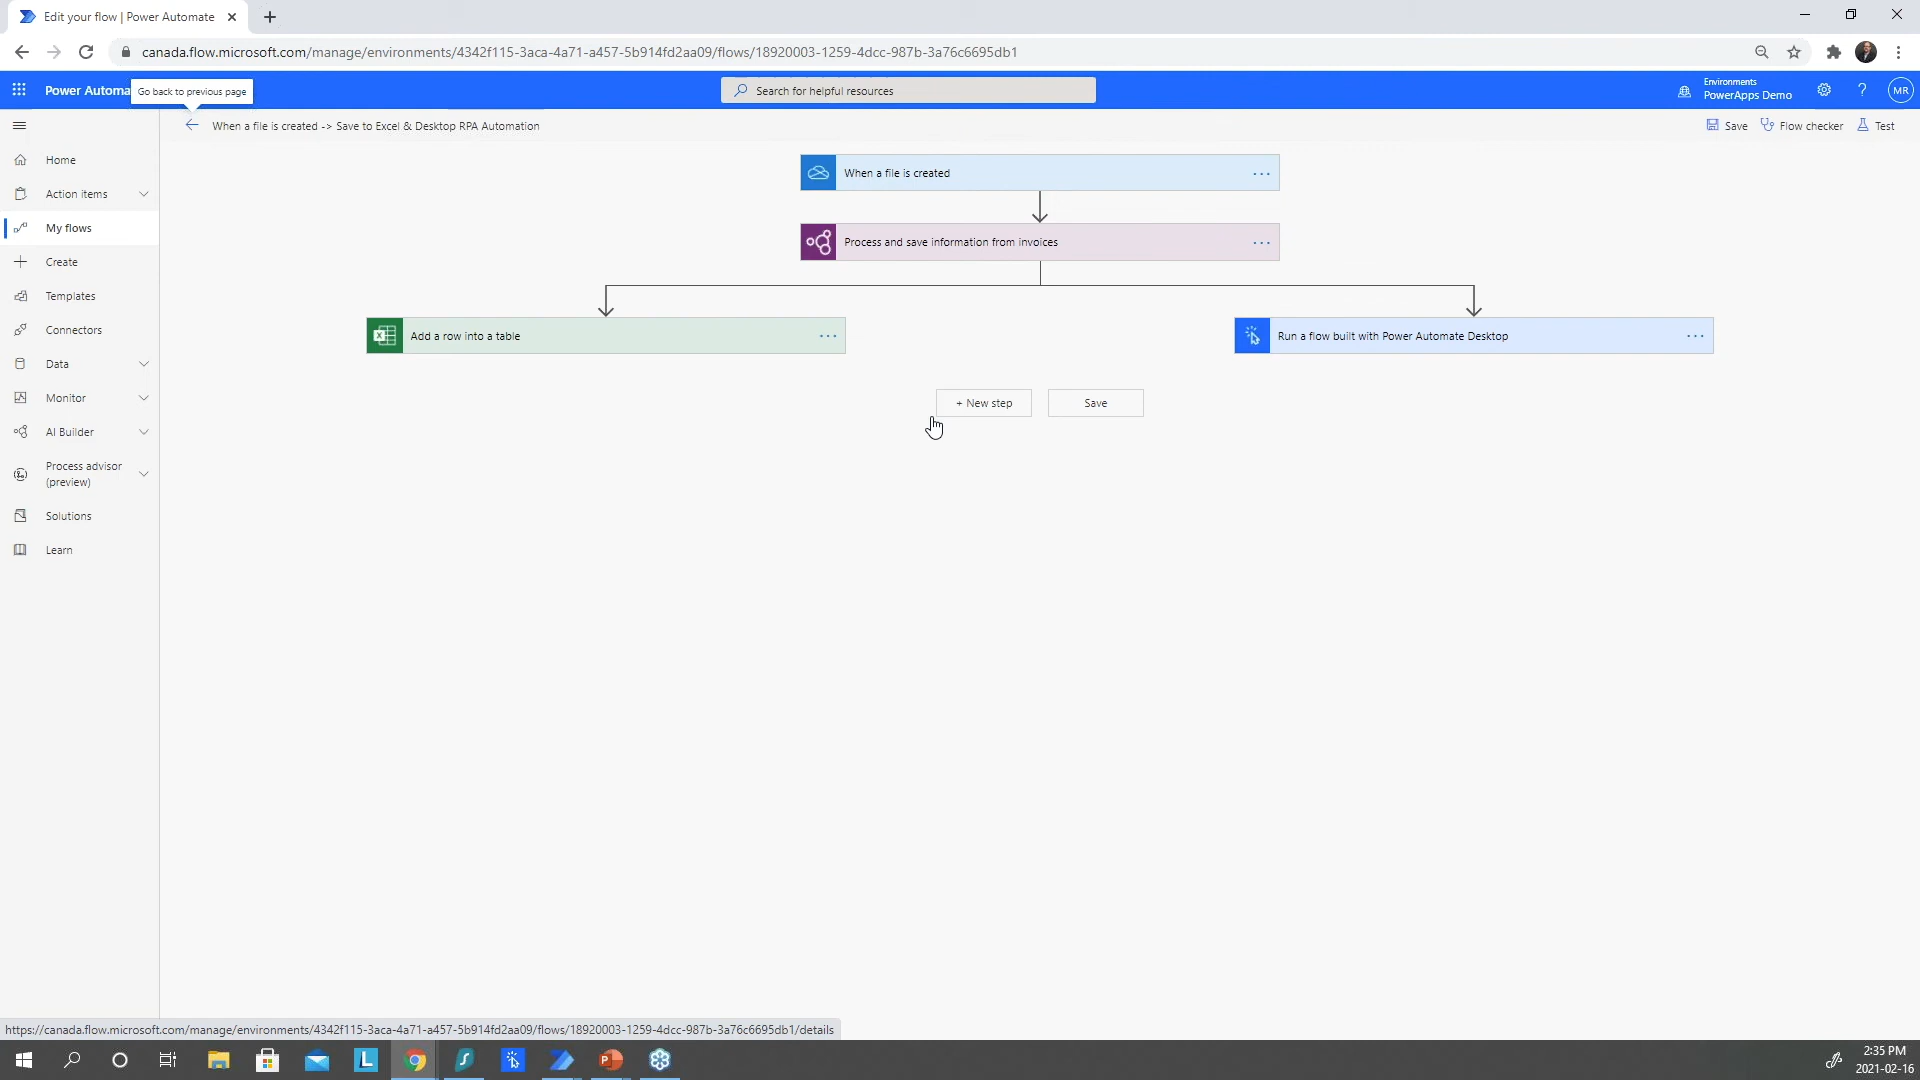 Edit your flow | Power Automate
canada.flow.microsoft.com/manage/environments/4342f115-3aca-4a71-a457-5b914fd2aa09/flows/18920003-1259-4dcc-987b-3a76c6695db1
Power Automa
Go back to previous page
Search for helpful resources
Environments
PowerApps Demo
?
MR
When a file is created -> Save to Excel & Desktop RPA Automation
Save
Flow checker
Test
Home
Action items
My flows
Create
Templates
Connectors
Data
Monitor
AI Builder
Process advisor
(preview)
Solutions
Learn
When a file is created
Process and save information from invoices
Add a row into a table
Run a flow built with Power Automate Desktop
+ New step
Save
https://canada.flow.microsoft.com/manage/environments/4342f115-3aca-4a71-a457-5b914fd2aa09/flows/18920003-1259-4dcc-987b-3a76c6695db1/details
L
P
2:35 PM
2021-02-16